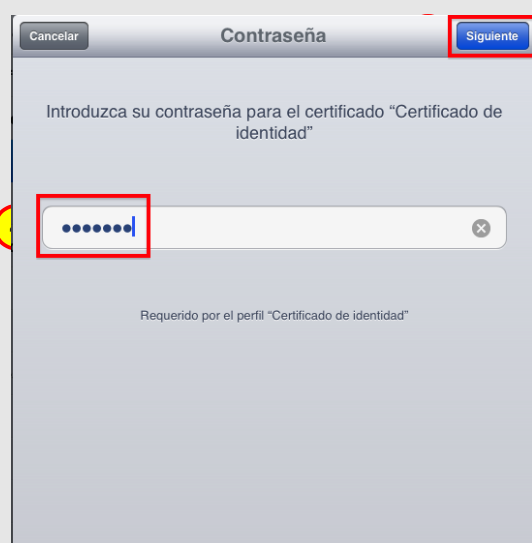 Cancelar
Contraseña
Siguiente
Introduzca su contraseña para el certificado “Certificado de
identidad”
•••••••
Requerido por el perfil “Certificado de identidad”